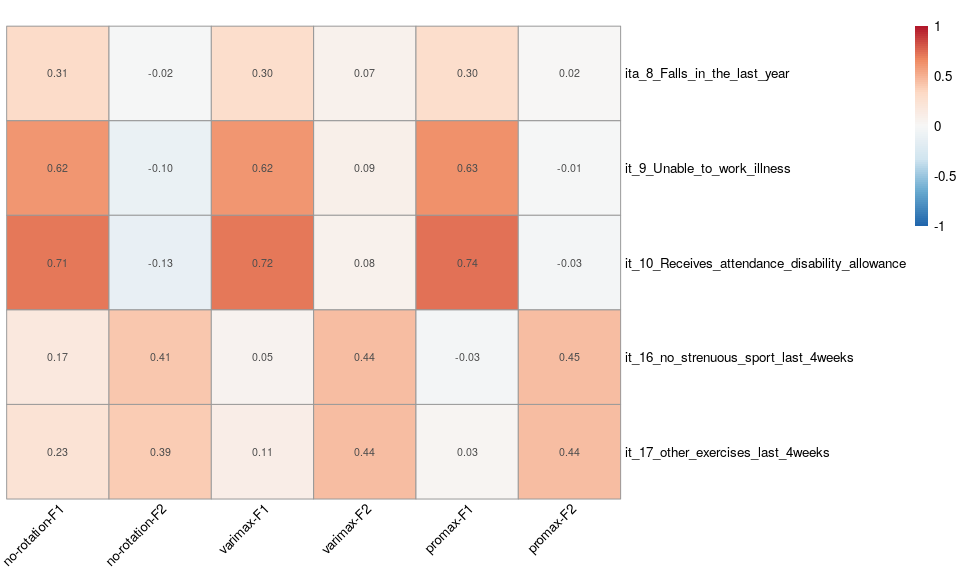 0.31 -0.02 0.30 0.07 0.30 0.02 ita_8_Falls_in_the_last_year
0.62 -0.10 0.62 0.09 0.63 -0.01 it_9_Unable_to_work_illness
0.71 -0.13 0.72 0.08 0.74 -0.03 it_10_Receives_attendance_disability_allowance
0.17 0.41 0.05 0.44 -0.03 0.45 it_16_no_strenuous_sport_last_4weeks
0.23 0.39 0.11 0.44 0.03 0.44 it_17_other_exercises_last_4weeks
no-rotation-F1
no-rotation-F2
varimax-F1
varimax-F2
promax-F1
promax-F2
1
0.5
0
-0.5
-1